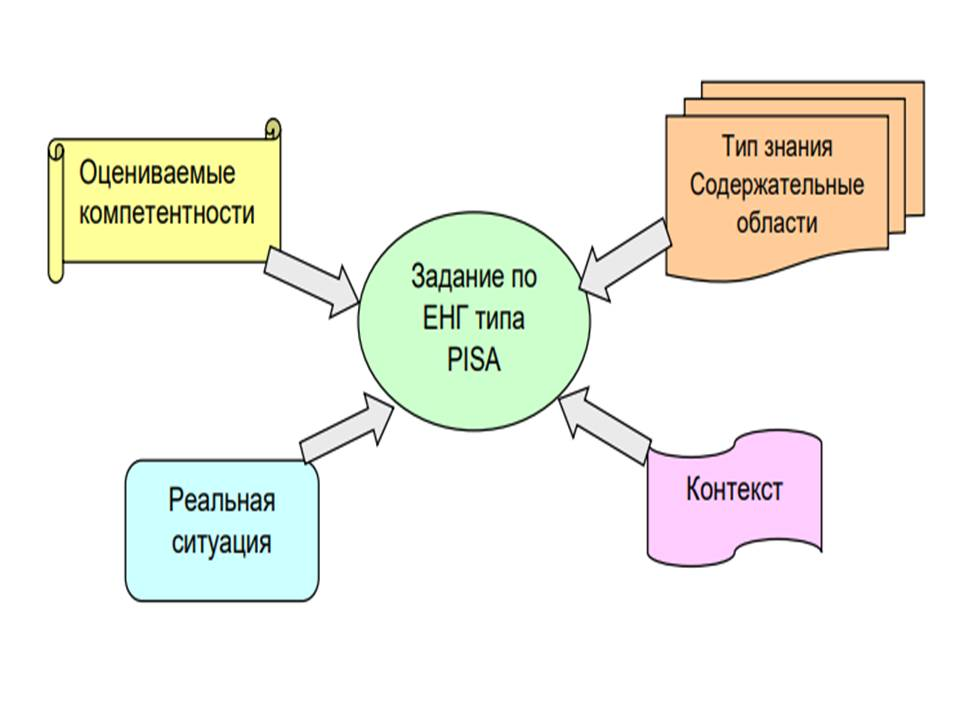 Оцениваемые
компетентности
Тип знания
Содержательные
области
Задание по
ЕНГ типа
PISA
Реальная
ситуация
Контекст